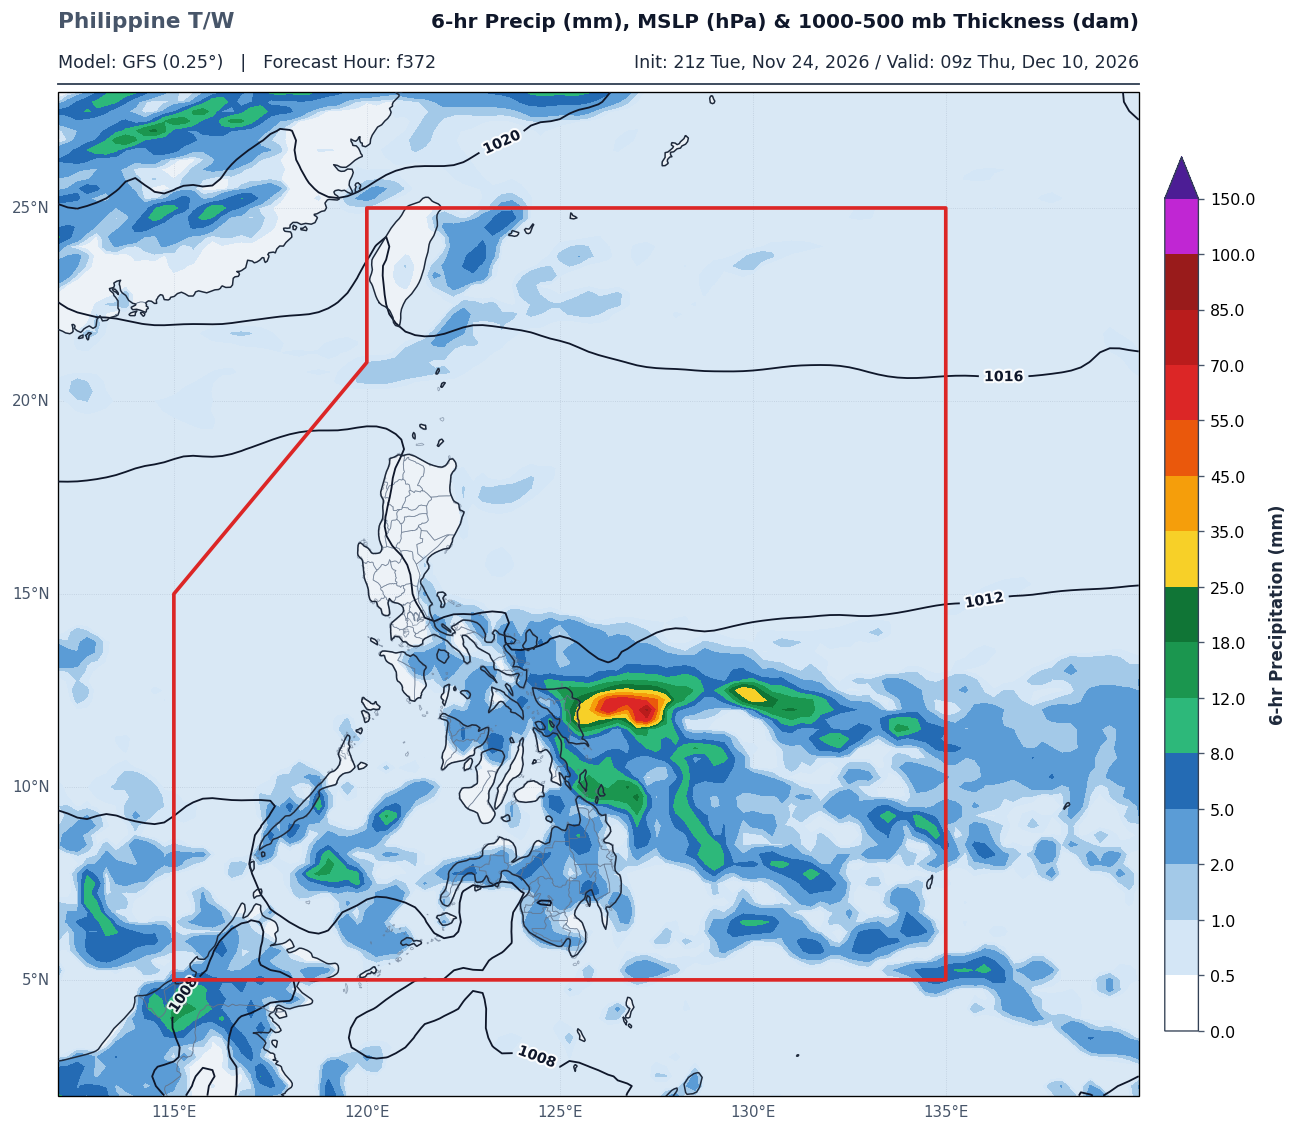 Philippine T/W
6-hr Precip (mm), MSLP (hPa) & 1000-500 mb Thickness (dam)
Model: GFS (0.25°) | Forecast Hour: f372
Init: 21z Tue, Nov 24, 2026 / Valid: 09z Thu, Dec 10, 2026
1020
1016
1012
1008
1008
25°N
20°N
15°N
10°N
5°N
115°E
120°E
125°E
130°E
135°E
150.0
100.0
85.0
70.0
55.0
45.0
35.0
25.0
18.0
12.0
8.0
5.0
2.0
1.0
0.5
0.0
6-hr Precipitation (mm)